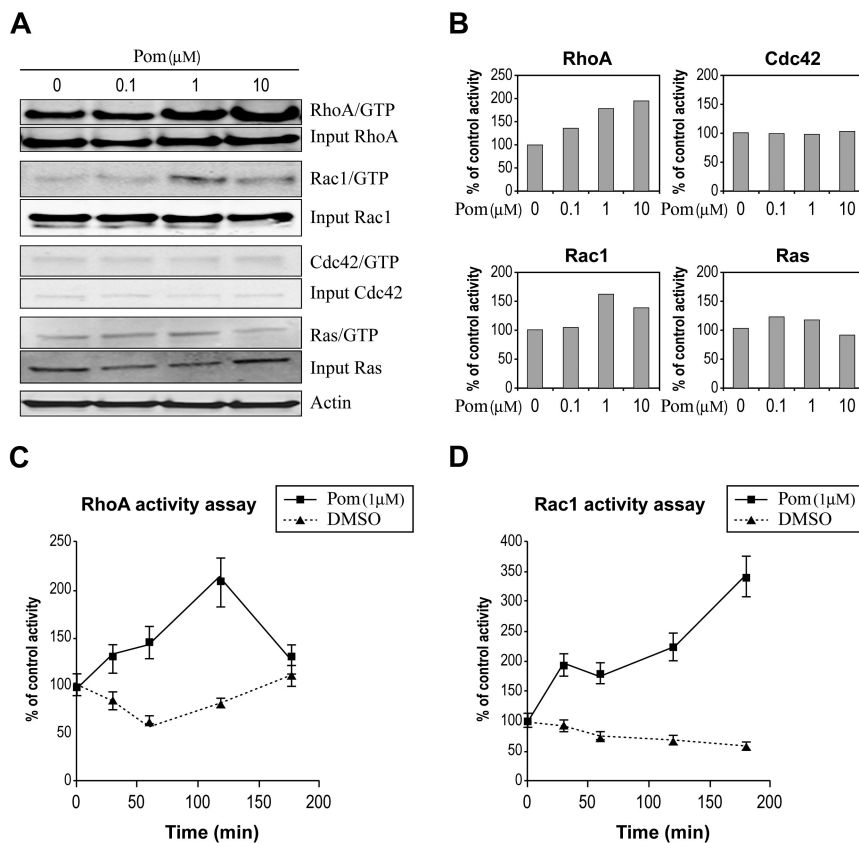 A
Pom (μM)
0 0.1 1 10
RhoA/GTP
Input RhoA
Rac1/GTP
Input Rac1
Cdc42/GTP
Input Cdc42
Ras/GTP
Input Ras
Actin
B
RhoA
% of control activity
250
200
150
100
50
0
Pom (μM) 0 0.1 1 10
Cdc42
% of control activity
200
150
100
50
0
Pom (μM) 0 0.1 1 10
Rac1
% of control activity
200
150
100
50
0
Pom (μM) 0 0.1 1 10
Ras
% of control activity
200
150
100
50
0
Pom (μM) 0 0.1 1 10
C
RhoA activity assay
Pom (1μM)
DMSO
% of control activity
250
200
150
100
50
0
0 50 100 150 200
Time (min)
D
Rac1 activity assay
Pom (1μM)
DMSO
% of control activity
400
350
300
250
200
150
100
50
0
0 50 100 150 200
Time (min)